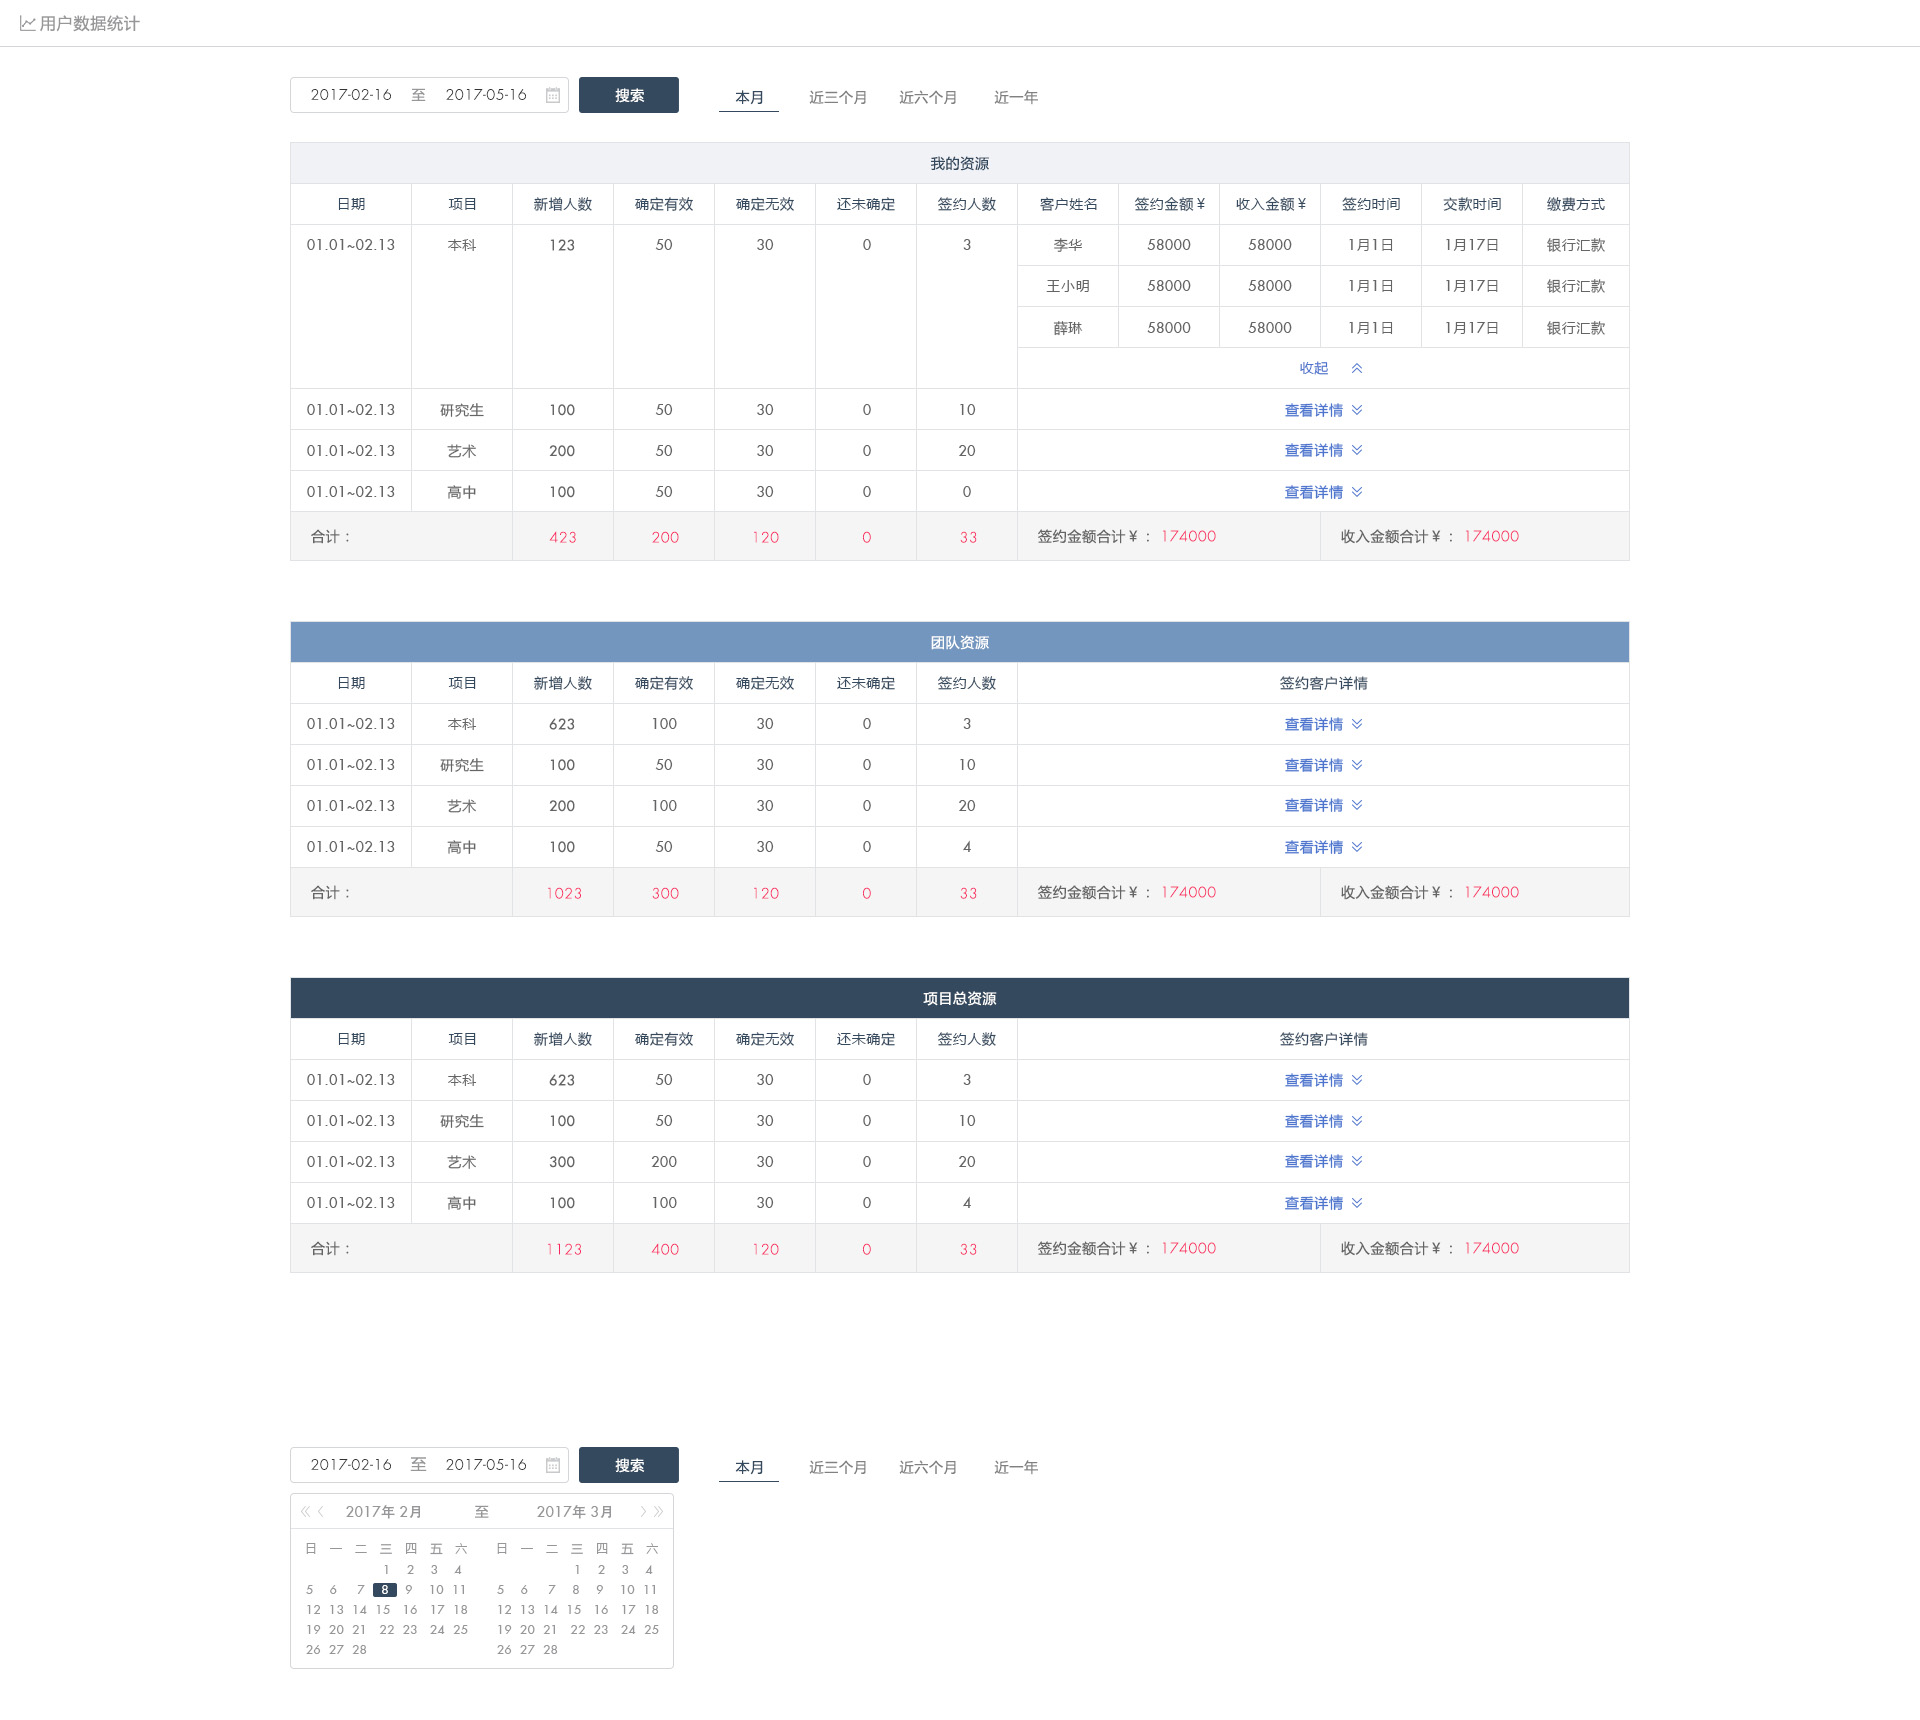 用户数据统计
2017-02-16 至 2017-05-16 搜索 本月 近三个月 近六个月 近一年
我的资源
日期 项目 新增人数 确定有效 确定无效 还未确定 签约人数 客户姓名 签约金额¥ 收入金额¥ 签约时间 交款时间 缴费方式
01.01~02.13 本科 123 50 30 0 3 李华 58000 58000 1月1日 1月17日 银行汇款
王小明 58000 58000 1月1日 1月17日 银行汇款
薛琳 58000 58000 1月1日 1月17日 银行汇款
收起
01.01~02.13 研究生 100 50 30 0 10 查看详情
01.01~02.13 艺术 200 50 30 0 20 查看详情
01.01~02.13 高中 100 50 30 0 0 查看详情
合计： 423 200 120 0 33 签约金额合计¥： 174000 收入金额合计¥： 174000
团队资源
日期 项目 新增人数 确定有效 确定无效 还未确定 签约人数 签约客户详情
01.01~02.13 本科 623 100 30 0 3 查看详情
01.01~02.13 研究生 100 50 30 0 10 查看详情
01.01~02.13 艺术 200 100 30 0 20 查看详情
01.01~02.13 高中 100 50 30 0 4 查看详情
合计： 1023 300 120 0 33 签约金额合计¥： 174000 收入金额合计¥： 174000
项目总资源
日期 项目 新增人数 确定有效 确定无效 还未确定 签约人数 签约客户详情
01.01~02.13 本科 623 50 30 0 3 查看详情
01.01~02.13 研究生 100 50 30 0 10 查看详情
01.01~02.13 艺术 300 200 30 0 20 查看详情
01.01~02.13 高中 100 100 30 0 4 查看详情
合计： 1123 400 120 0 33 签约金额合计¥： 174000 收入金额合计¥： 174000
2017-02-16 至 2017-05-16 搜索 本月 近三个月 近六个月 近一年
2017年 2月 至 2017年 3月
日 一 二 三 四 五 六 日 一 二 三 四 五 六
1 2 3 4 1 2 3 4
5 6 7 8 9 10 11 5 6 7 8 9 10 11
12 13 14 15 16 17 18 12 13 14 15 16 17 18
19 20 21 22 23 24 25 19 20 21 22 23 24 25
26 27 28 26 27 28